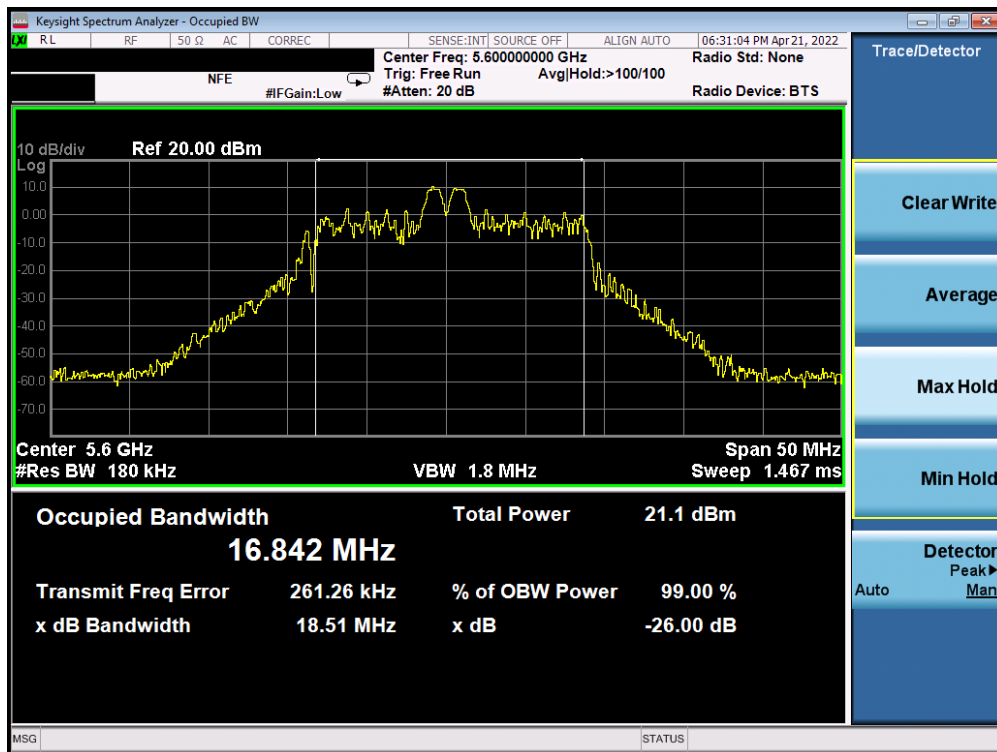 Keysight Spectrum Analyzer - Occupied BW
LXI RL RF 50 Ω AC CORREC SENSE:INT SOURCE OFF ALIGN AUTO 06:31:04 PM Apr 21, 2022
Center Freq: 5.600000000 GHz Radio Std: None
NFE Trig: Free Run Avg|Hold:>100/100
#IFGain:Low #Atten: 20 dB Radio Device: BTS
Trace/Detector
10 dB/div Ref 20.00 dBm
Log
10.0
0.00
-10.0
-20.0
-30.0
-40.0
-50.0
-60.0
-70.0
Center 5.6 GHz Span 50 MHz
#Res BW 180 kHz VBW 1.8 MHz Sweep 1.467 ms
Occupied Bandwidth Total Power 21.1 dBm
16.842 MHz
Transmit Freq Error 261.26 kHz % of OBW Power 99.00 %
x dB Bandwidth 18.51 MHz x dB -26.00 dB
Clear Write
Average
Max Hold
Min Hold
Detector
Peak▶
Auto Man
MSG STATUS